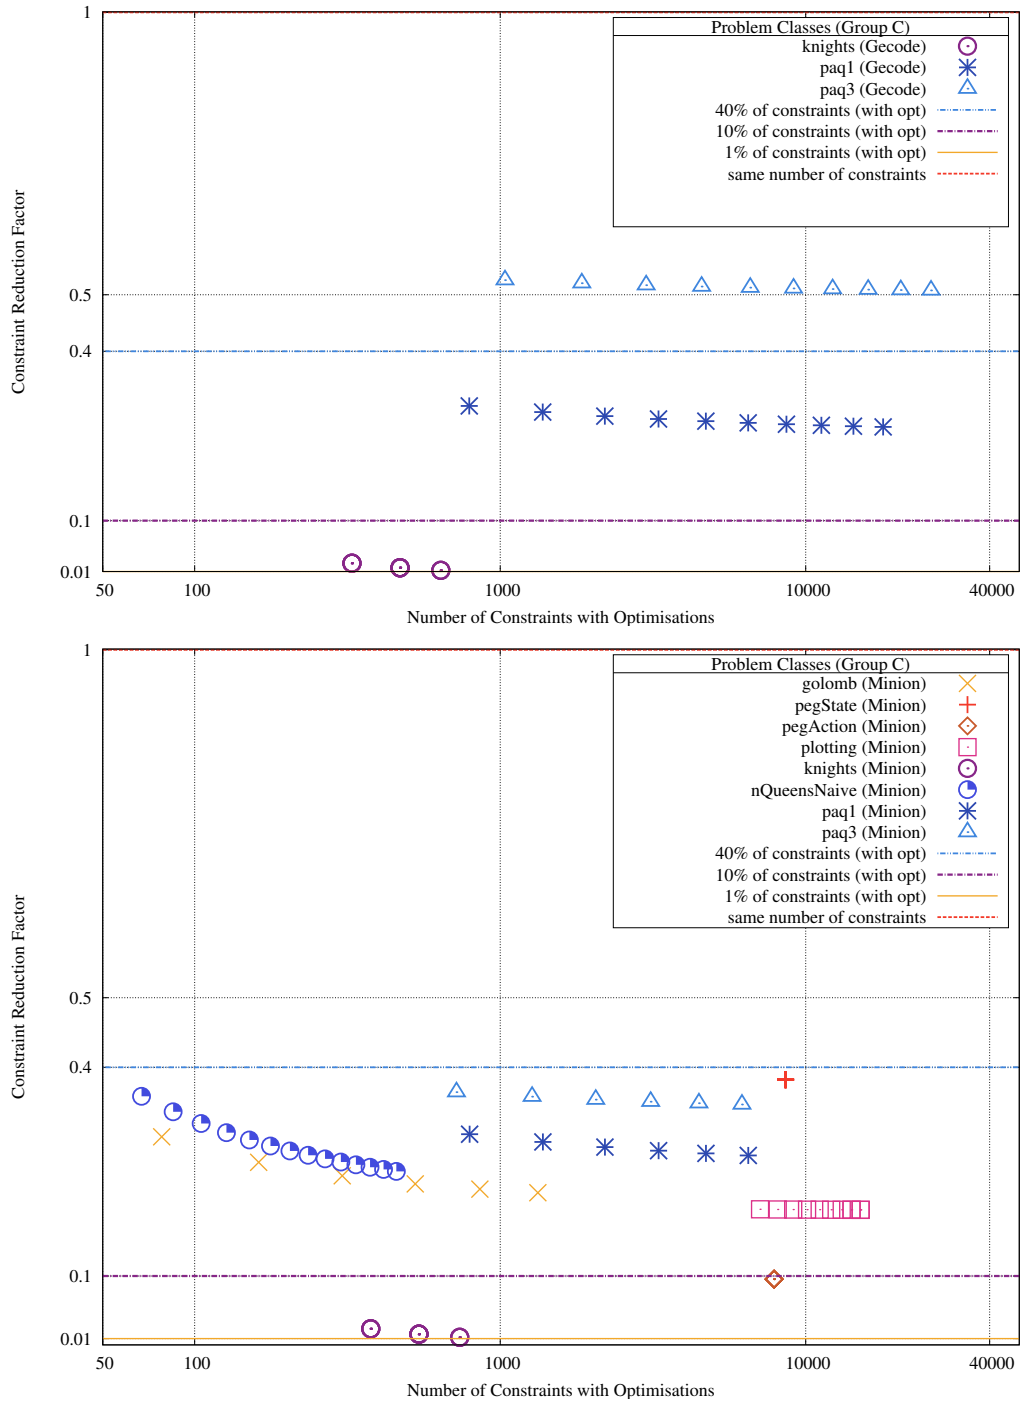 1
Problem Classes (Group C)
knights (Gecode)
paq1 (Gecode)
paq3 (Gecode)
40% of constraints (with opt)
10% of constraints (with opt)
1% of constraints (with opt)
same number of constraints
Constraint Reduction Factor
0.5
0.4
0.1
0.01
50 100 1000 10000 40000
Number of Constraints with Optimisations
1
Problem Classes (Group C)
golomb (Minion)
pegState (Minion)
pegAction (Minion)
plotting (Minion)
knights (Minion)
nQueensNaive (Minion)
paq1 (Minion)
paq3 (Minion)
40% of constraints (with opt)
10% of constraints (with opt)
1% of constraints (with opt)
same number of constraints
Constraint Reduction Factor
0.5
0.4
0.1
0.01
50 100 1000 10000 40000
Number of Constraints with Optimisations